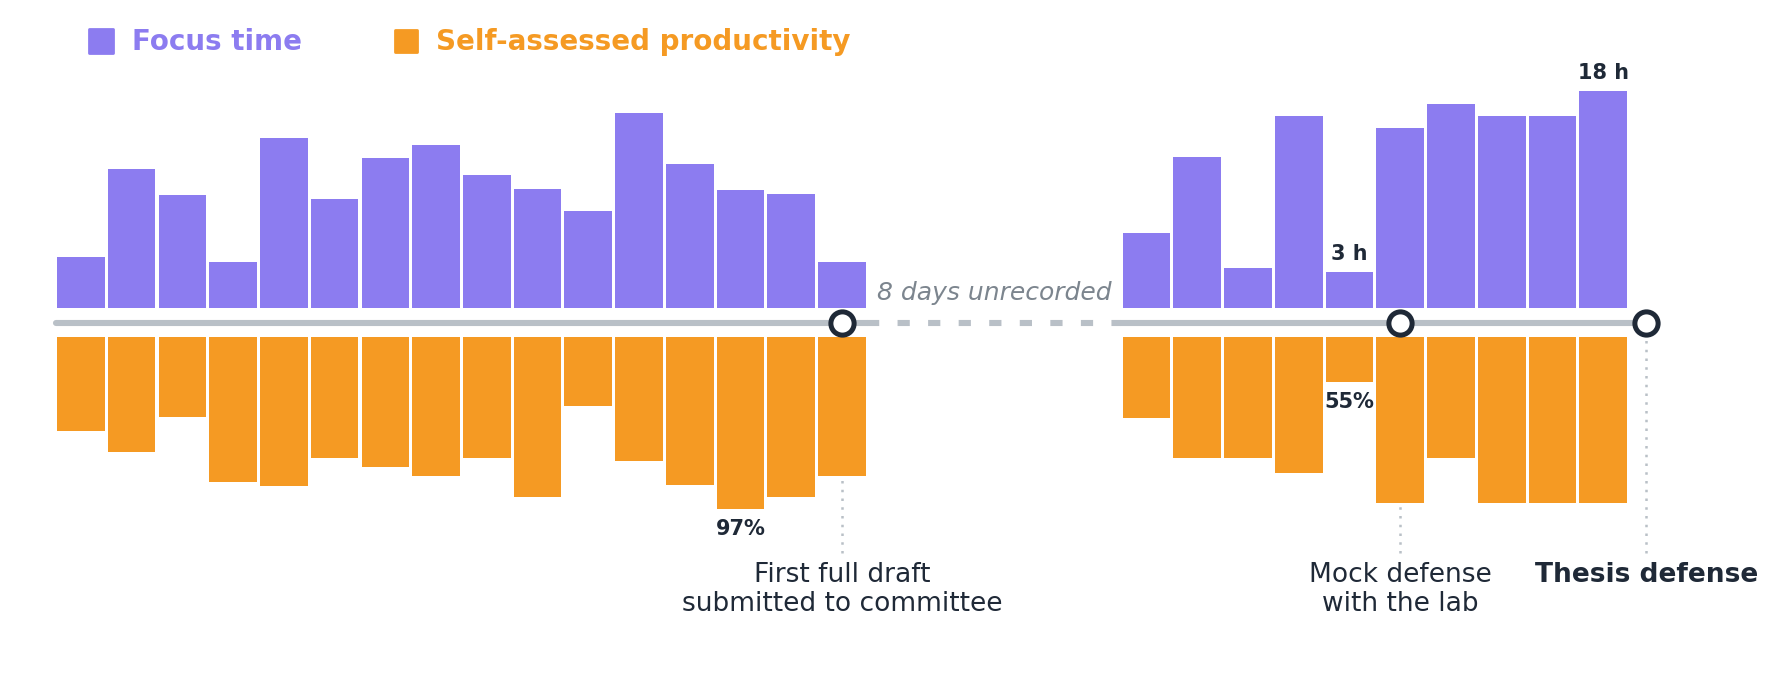 Focus time
Self-assessed productivity
18 h
3 h
8 days unrecorded
55%
97%
First full draft
submitted to committee
Mock defense
with the lab
Thesis defense